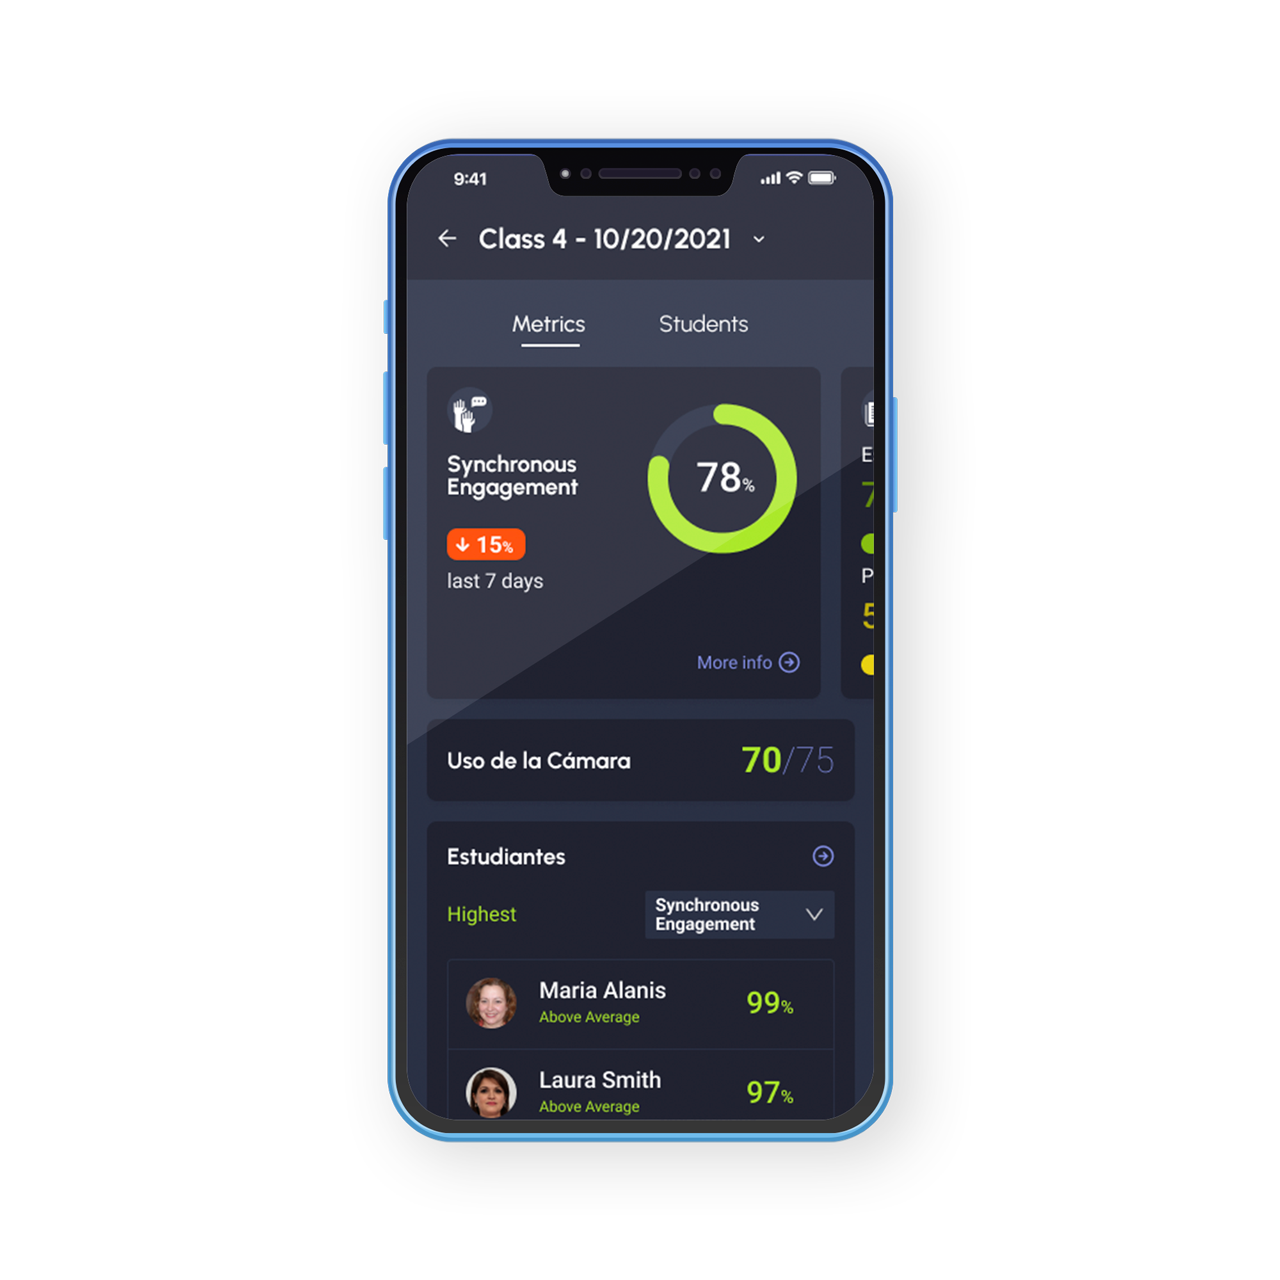 9:41
Class 4 - 10/20/2021
Metrics
Students
Synchronous
Engagement
78%
15%
last 7 days
More info
Uso de la Cámara
70/75
Estudiantes
Highest
Synchronous
Engagement
Maria Alanis
Above Average
99%
Laura Smith
Above Average
97%